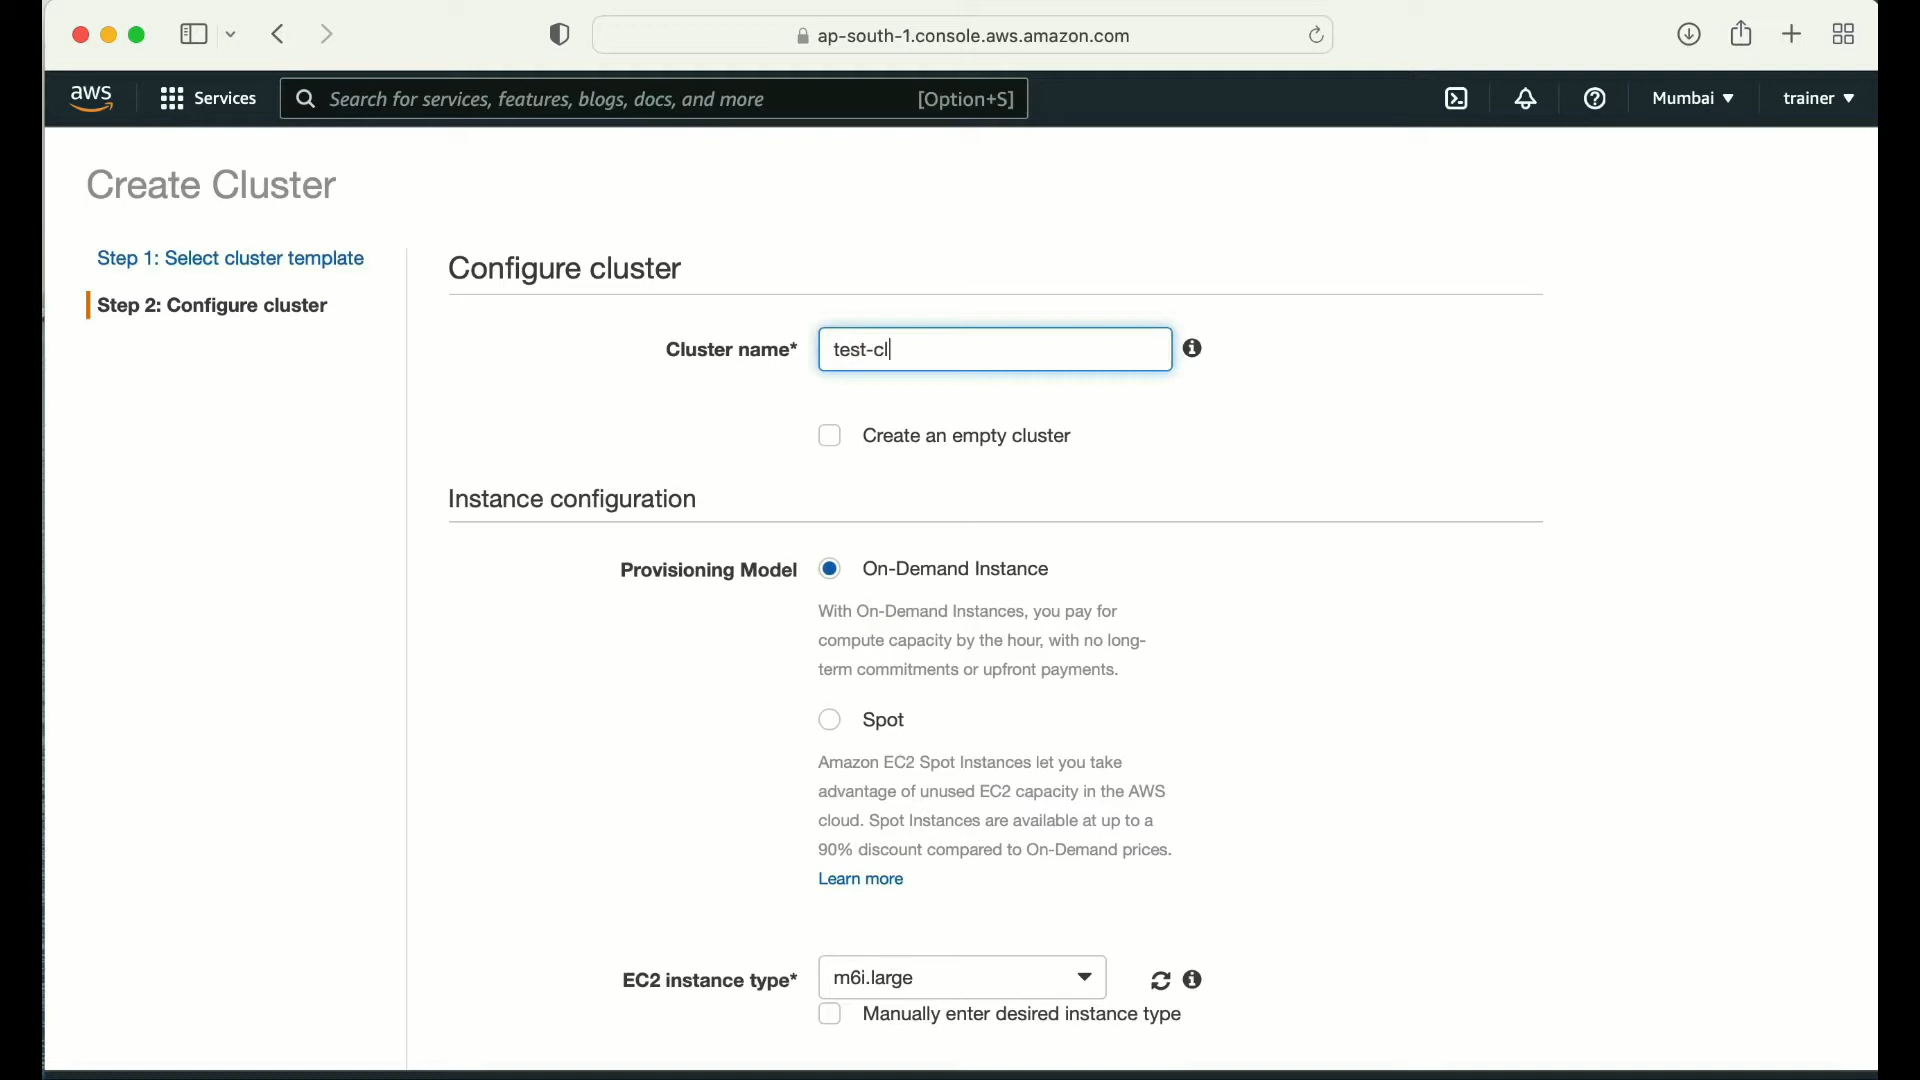 ap-south-1.console.aws.amazon.com
aws
Services
Search for services, features, blogs, docs, and more
[Option+S]
Mumbai
trainer
Create Cluster
Step 1: Select cluster template
Step 2: Configure cluster
Configure cluster
Cluster name*
test-cl
Create an empty cluster
Instance configuration
Provisioning Model
On-Demand Instance
With On-Demand Instances, you pay for
compute capacity by the hour, with no long-
term commitments or upfront payments.
Spot
Amazon EC2 Spot Instances let you take
advantage of unused EC2 capacity in the AWS
cloud. Spot Instances are available at up to a
90% discount compared to On-Demand prices.
Learn more
EC2 instance type*
m6i.large
Manually enter desired instance type